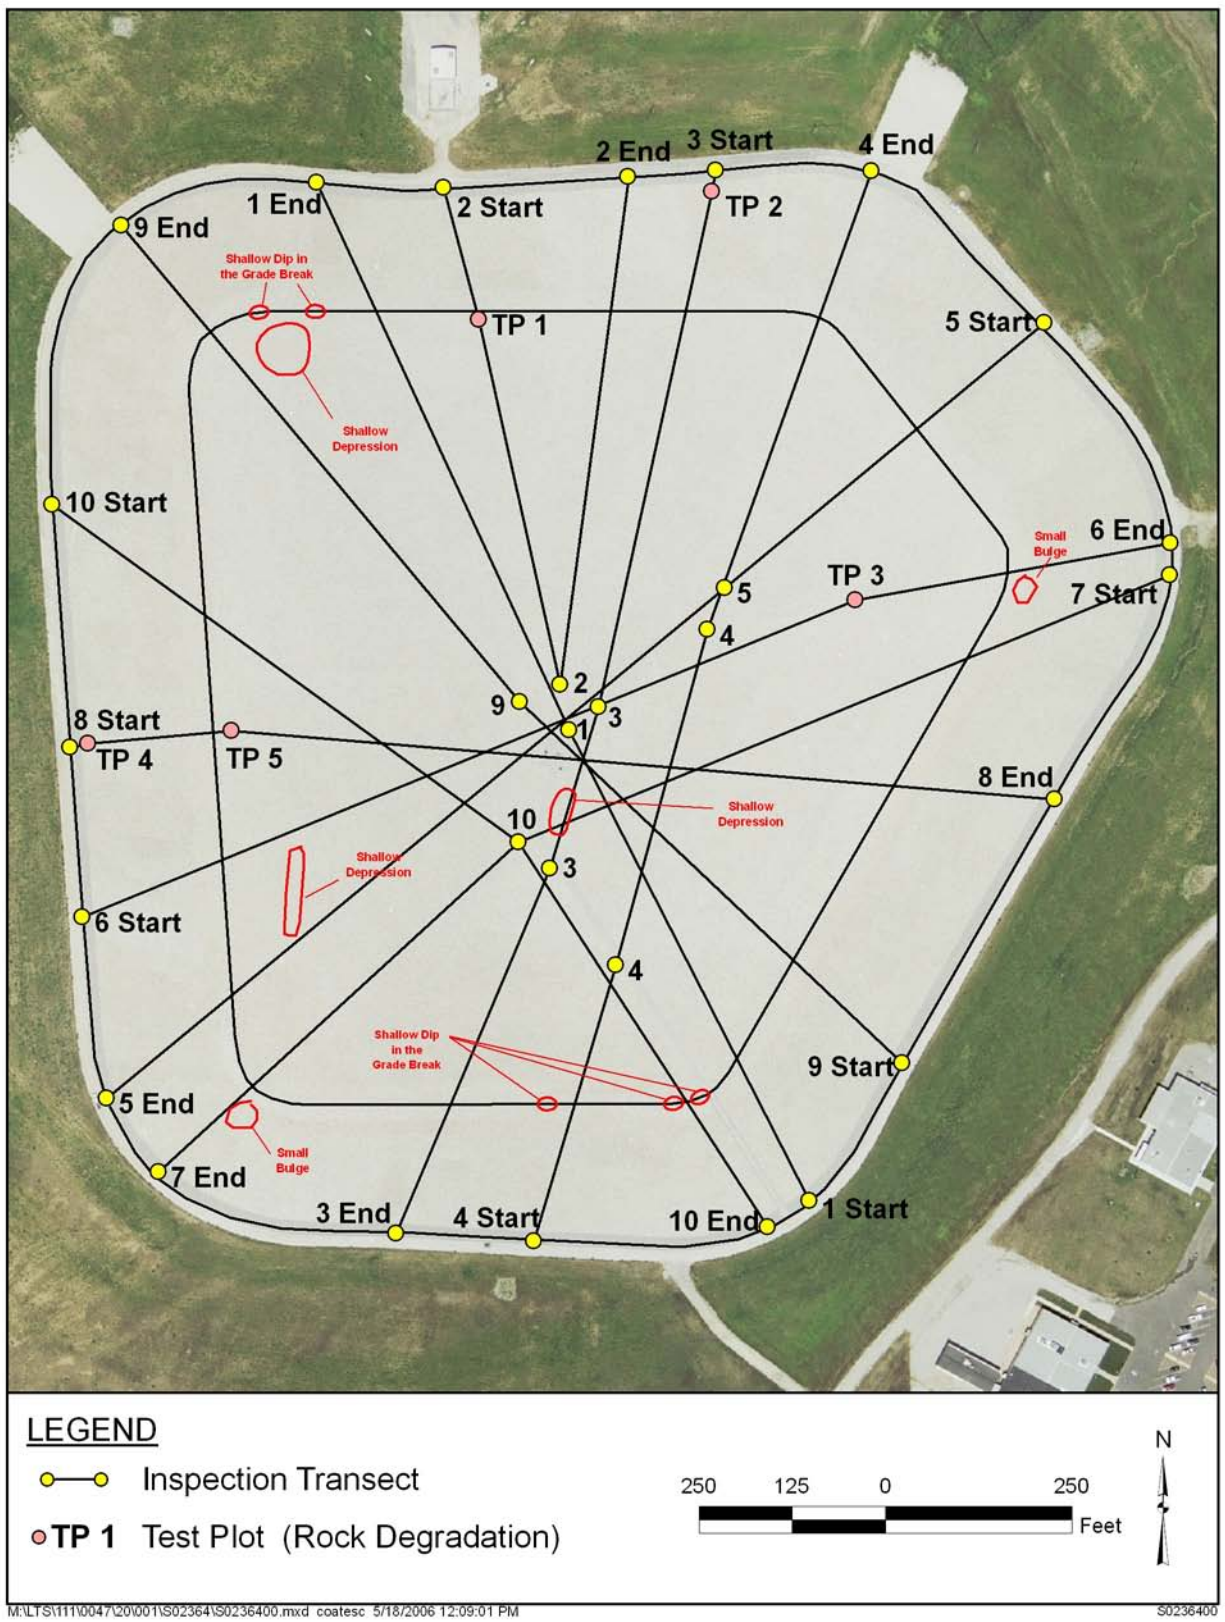 3 Start
4 End
2 End
1 End
2 Start
TP 2
9 End
Shallow Dip in
the Grade Break
TP 1
5 Start
Shallow
Depression
10 Start
6 End
Small
Bulge
TP 3
7 Start
5
4
2
9
3
1
8 Start
TP 4
TP 5
8 End
10
Shallow
Depression
3
Shallow
Depression
6 Start
4
Shallow Dip
in the
Grade Break
9 Start
5 End
Small
Bulge
7 End
3 End
4 Start
10 End
1 Start
LEGEND
Inspection Transect
TP 1 Test Plot (Rock Degradation)
250 125 0 250
Feet
N
M:\LTS\111\0047\20\001\S02364\S0236400.mxd coatesc 5/18/2006 12:09:01 PM
S0236400